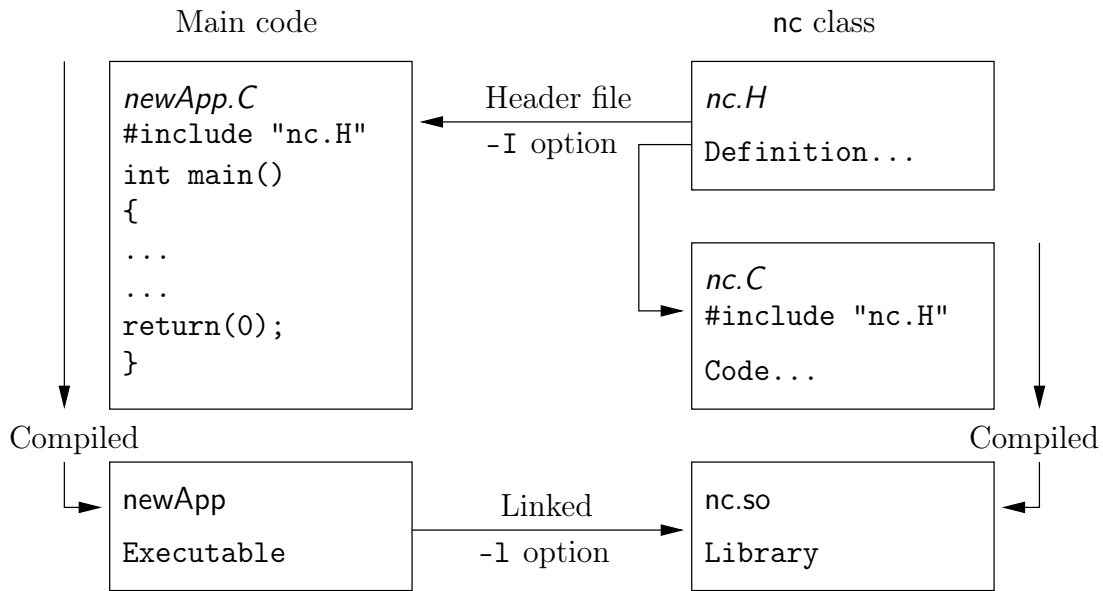 Main code
nc class
newApp.C
#include "nc.H"
int main()
{
...
...
return(0);
}
Header file
-I option
nc.H
Definition...
nc.C
#include "nc.H"
Code...
Compiled
Compiled
newApp
Executable
Linked
-l option
nc.so
Library